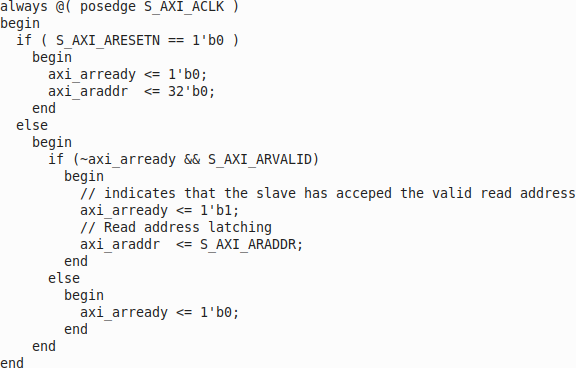 always @( posedge S_AXI_ACLK )
begin
  if ( S_AXI_ARESETN == 1'b0 )
    begin
      axi_arready <= 1'b0;
      axi_araddr  <= 32'b0;
    end
  else
    begin
      if (~axi_arready && S_AXI_ARVALID)
        begin
          // indicates that the slave has acceped the valid read address
          axi_arready <= 1'b1;
          // Read address latching
          axi_araddr  <= S_AXI_ARADDR;
        end
      else
        begin
          axi_arready <= 1'b0;
        end
    end
end